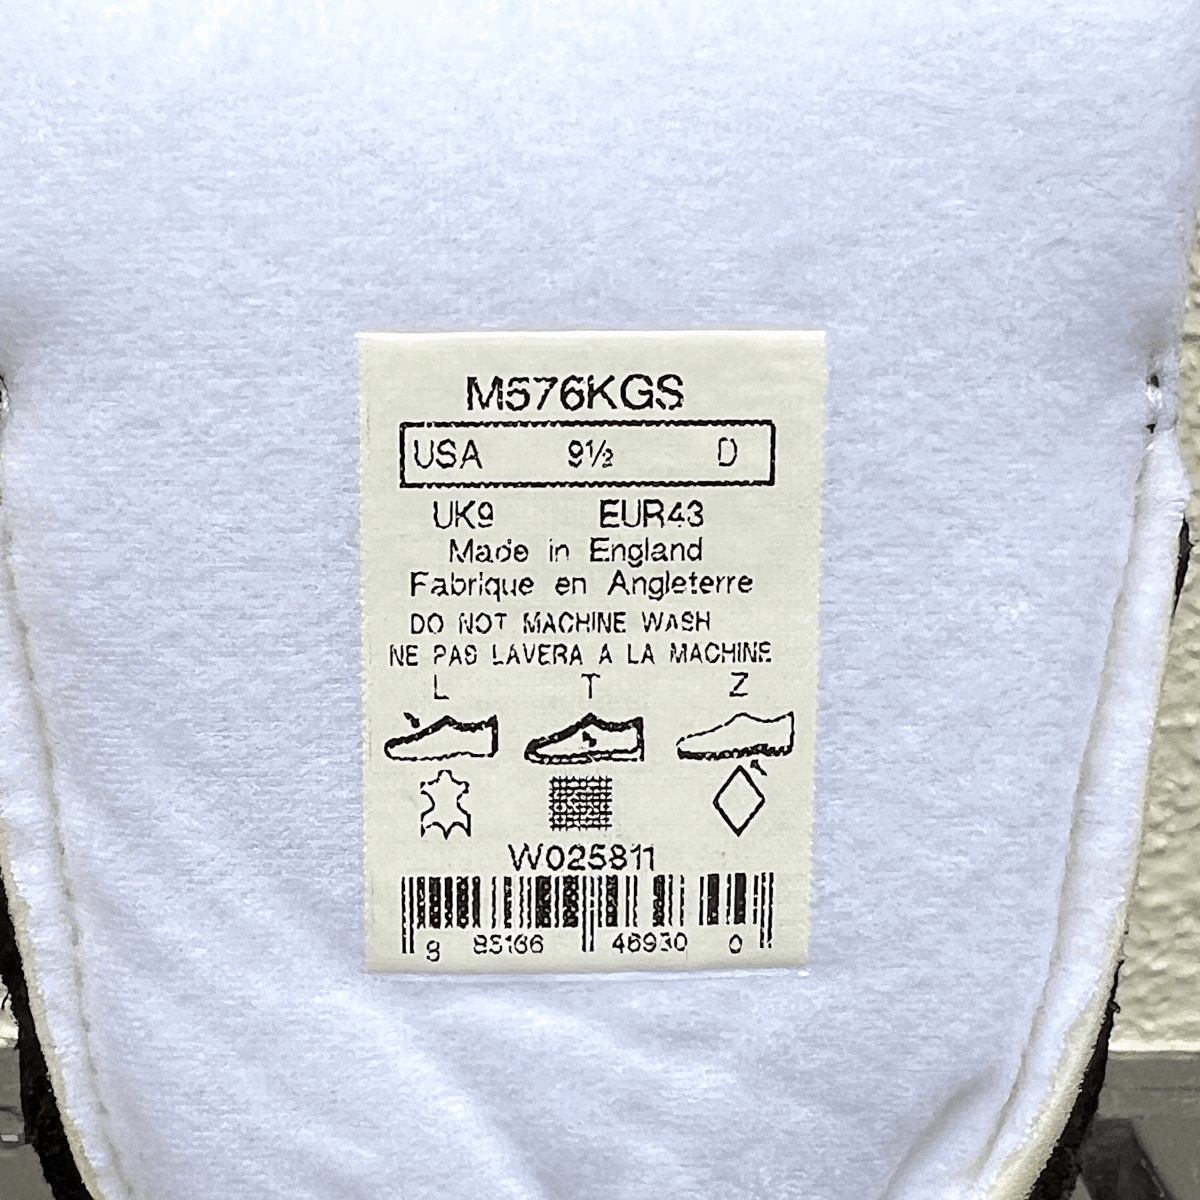 M576KGS
USA 9½ D
UK9 EUR43
Made in England
Fabrique en Angleterre
DO NOT MACHINE WASH
NE PAS LAVERA A LA MACHINE
L T Z
W025811
8 85166 46930 0